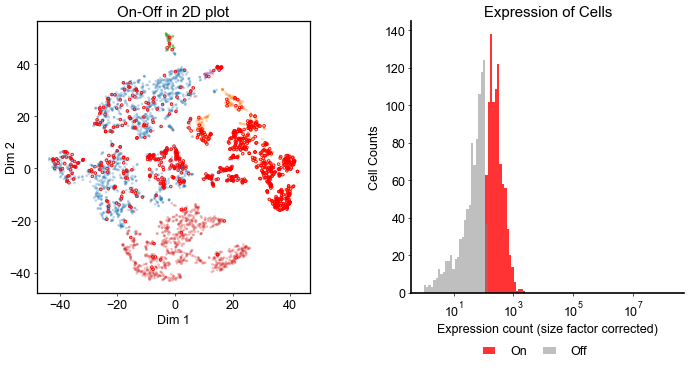 On-Off in 2D plot
40
20
0
−20
−40
−40
−20
0
20
40
Dim 1
Dim 2
Expression of Cells
140
120
100
80
60
40
20
0
10^1
10^3
10^5
10^7
Cell Counts
Expression count (size factor corrected)
On
Off